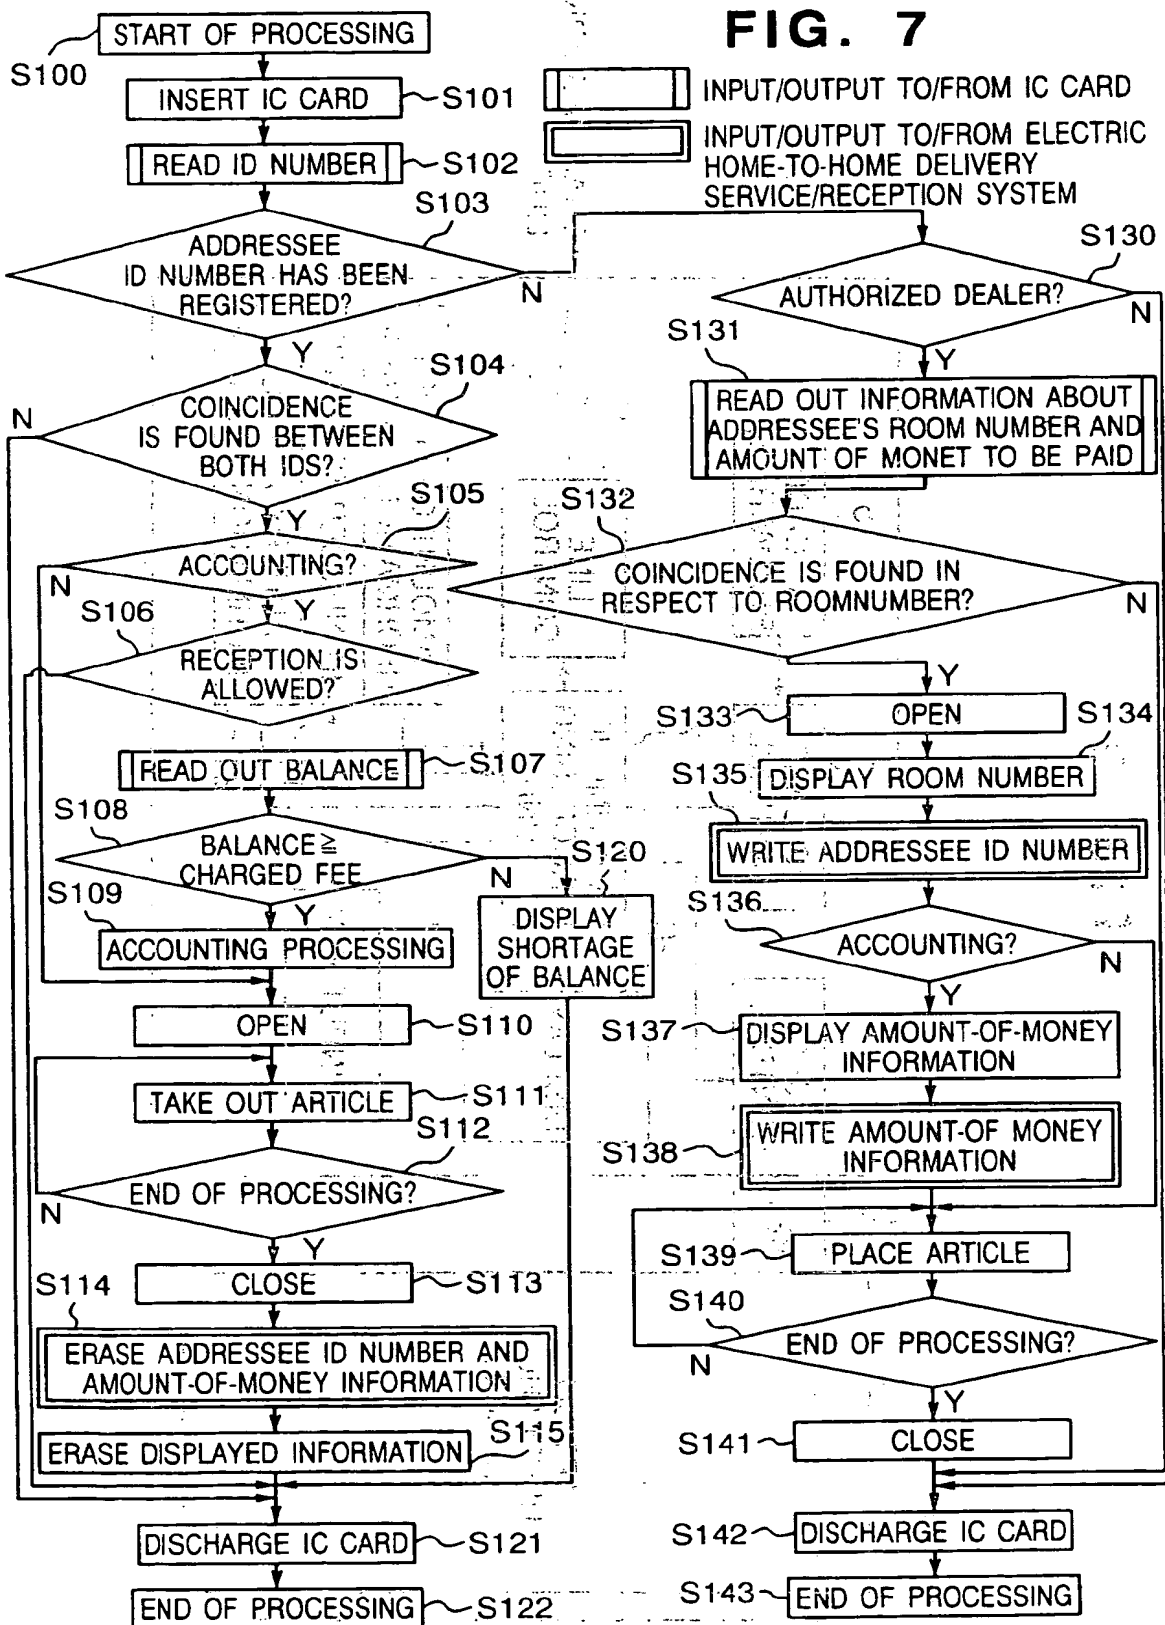 FIG. 7
START OF PROCESSING
S100
INSERT IC CARD
S101
READ ID NUMBER
S102
INPUT/OUTPUT TO/FROM IC CARD
INPUT/OUTPUT TO/FROM ELECTRIC
HOME-TO-HOME DELIVERY
SERVICE/RECEPTION SYSTEM
S103
ADDRESSEE
ID NUMBER HAS BEEN
REGISTERED?
N
Y
S104
COINCIDENCE
IS FOUND BETWEEN
BOTH IDS?
N
Y
S105
ACCOUNTING?
N
Y
S106
RECEPTION IS
ALLOWED?
READ OUT BALANCE
S107
S108
BALANCE≧
CHARGED FEE
N
Y
S120
DISPLAY
SHORTAGE
OF BALANCE
S109
ACCOUNTING PROCESSING
OPEN
S110
TAKE OUT ARTICLE
S111
S112
END OF PROCESSING?
N
Y
CLOSE
S113
S114
ERASE ADDRESSEE ID NUMBER AND
AMOUNT-OF-MONEY INFORMATION
S115
ERASE DISPLAYED INFORMATION
DISCHARGE IC CARD
S121
END OF PROCESSING
S122
S130
AUTHORIZED DEALER?
N
Y
S131
READ OUT INFORMATION ABOUT
ADDRESSEE'S ROOM NUMBER AND
AMOUNT OF MONET TO BE PAID
S132
COINCIDENCE IS FOUND IN
RESPECT TO ROOMNUMBER?
N
Y
S133
OPEN
S134
DISPLAY ROOM NUMBER
S135
WRITE ADDRESSEE ID NUMBER
S136
ACCOUNTING?
N
Y
S137
DISPLAY AMOUNT-OF-MONEY
INFORMATION
S138
WRITE AMOUNT-OF MONEY
INFORMATION
S139
PLACE ARTICLE
S140
END OF PROCESSING?
N
Y
S141
CLOSE
S142
DISCHARGE IC CARD
S143
END OF PROCESSING